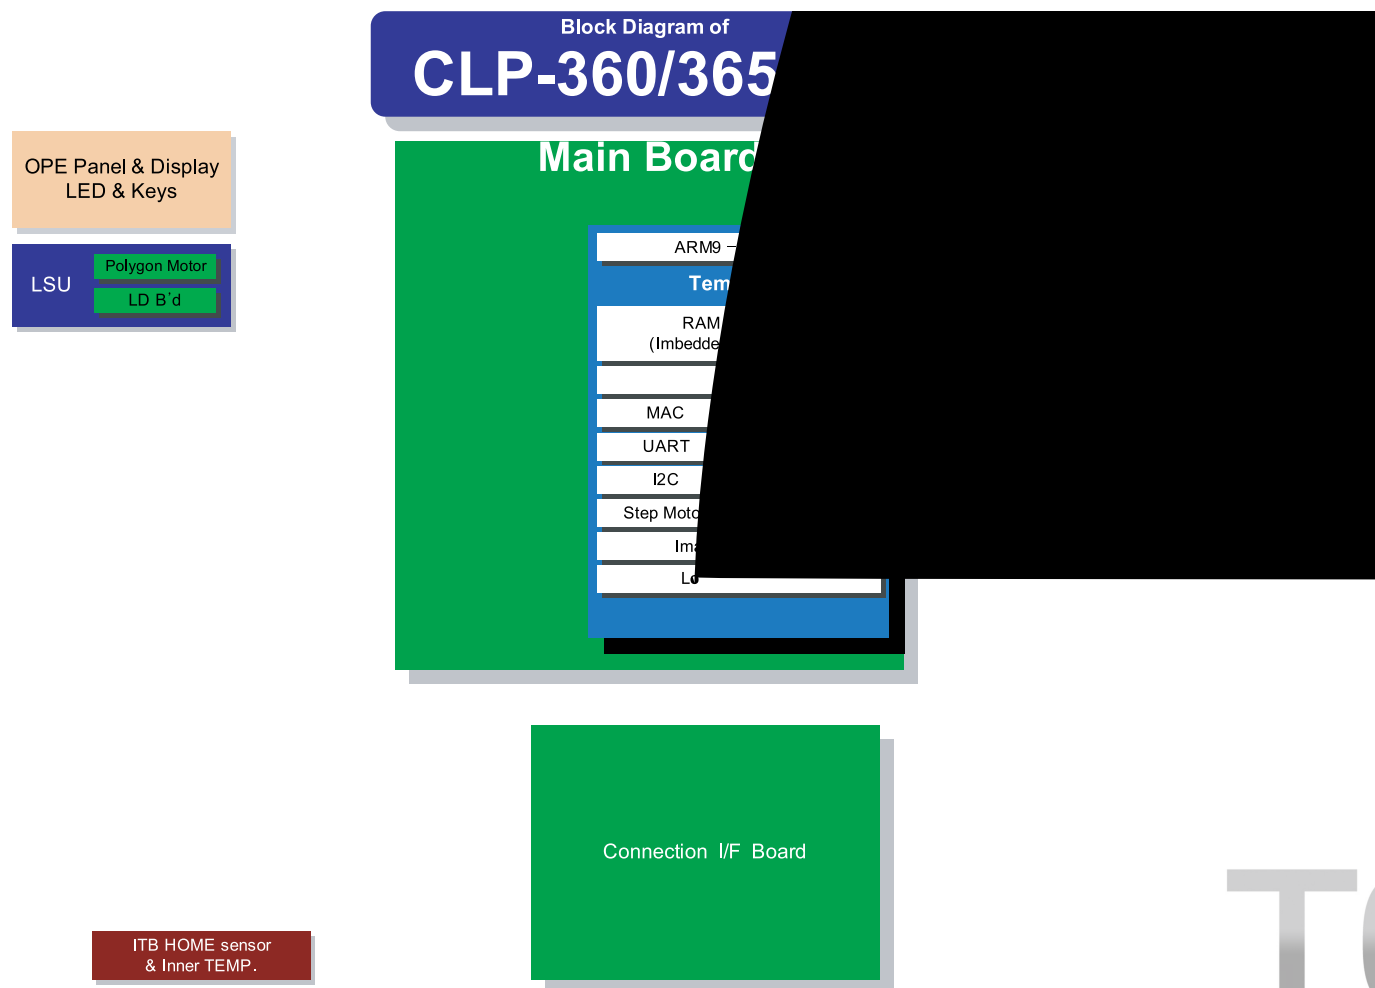 Block Diagram of
CLP-360/365
Main Board
OPE Panel & Display
LED & Keys
LSU
Polygon Motor
LD B´d
ARM9
RAM
MAC
UART
I2C
Step
Connection I/F Board
ITB HOME sensor
& Inner TEMP.